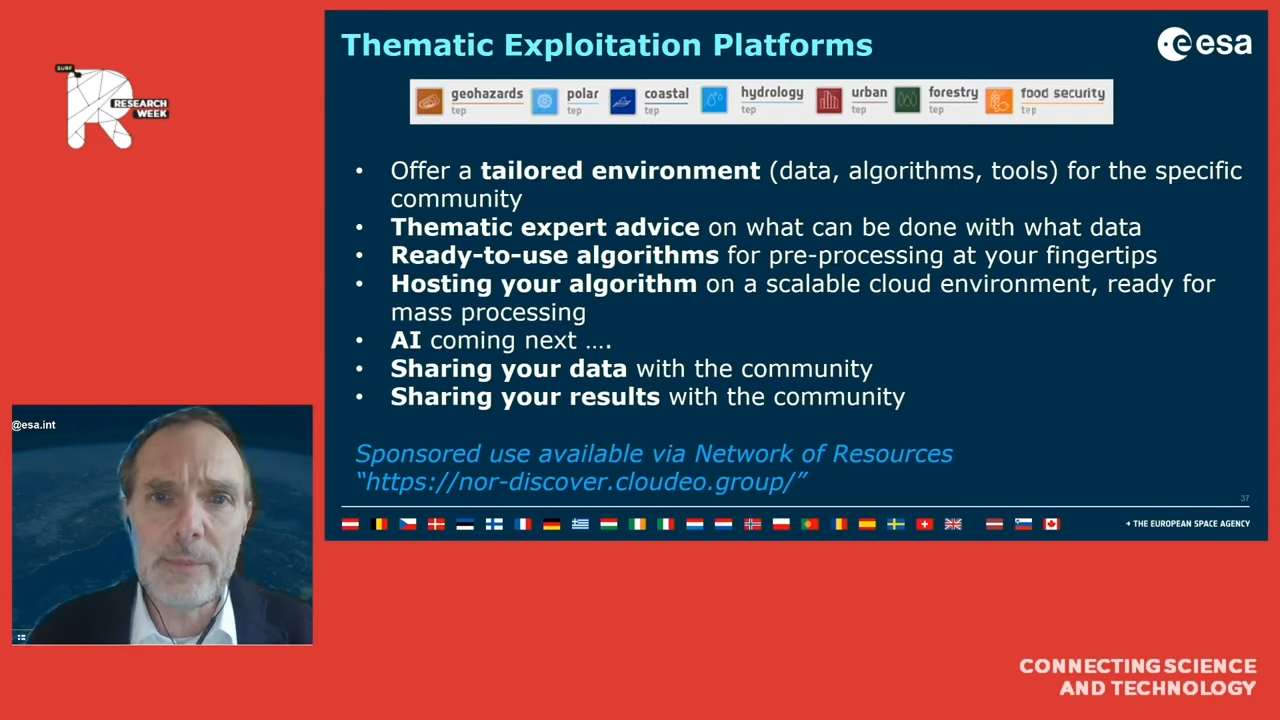 SURF
RESEARCH
WEEK
Thematic Exploitation Platforms
esa
geohazards
tep
polar
tep
coastal
tep
hydrology
tep
urban
tep
forestry
tep
food security
tep
• Offer a tailored environment (data, algorithms, tools) for the specific
community
• Thematic expert advice on what can be done with what data
• Ready-to-use algorithms for pre-processing at your fingertips
• Hosting your algorithm on a scalable cloud environment, ready for
mass processing
• AI coming next ….
• Sharing your data with the community
• Sharing your results with the community
Sponsored use available via Network of Resources
“https://nor-discover.cloudeo.group/”
37
→ THE EUROPEAN SPACE AGENCY
@esa.int
CONNECTING SCIENCE
AND TECHNOLOGY